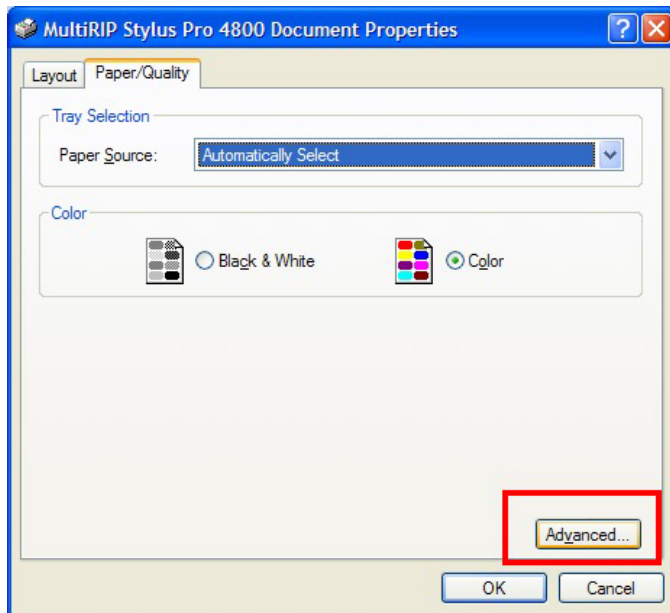 MultiRIP Stylus Pro 4800 Document Properties
Layout Paper/Quality
Tray Selection
Paper Source: Automatically Select
Color
Black & White Color
Advanced...
OK Cancel